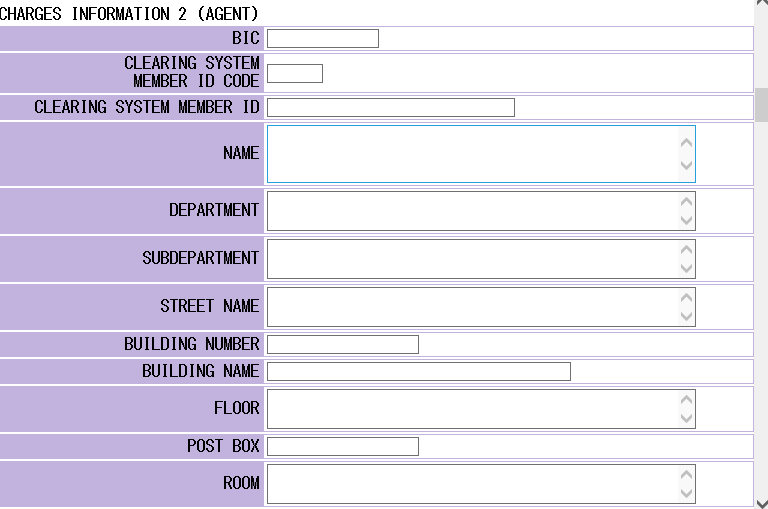 CHARGES INFORMATION 2 (AGENT)
BIC
CLEARING SYSTEM
MEMBER ID CODE
CLEARING SYSTEM MEMBER ID
NAME
DEPARTMENT
SUBDEPARTMENT
STREET NAME
BUILDING NUMBER
BUILDING NAME
FLOOR
POST BOX
ROOM